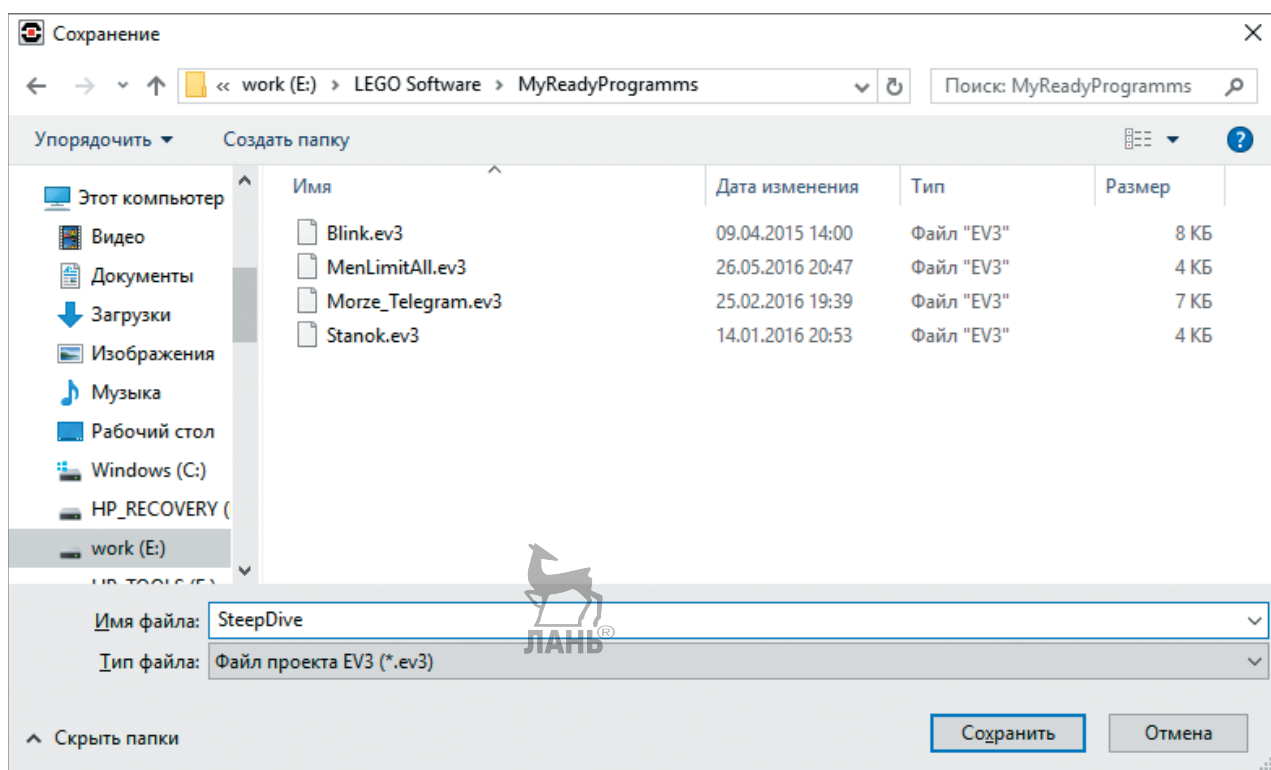 Сохранение
« work (E:) › LEGO Software › MyReadyProgramms
Поиск: MyReadyProgramms
Упорядочить Создать папку
Имя Дата изменения Тип Размер
Этот компьютер
Видео
Документы
Загрузки
Изображения
Музыка
Рабочий стол
Windows (C:)
HP_RECOVERY (
work (E:)
Blink.ev3 09.04.2015 14:00 Файл "EV3" 8 КБ
MenLimitAll.ev3 26.05.2016 20:47 Файл "EV3" 4 КБ
Morze_Telegram.ev3 25.02.2016 19:39 Файл "EV3" 7 КБ
Stanok.ev3 14.01.2016 20:53 Файл "EV3" 4 КБ
Имя файла: SteepDive
Тип файла: Файл проекта EV3 (*.ev3)
ЛАНЬ®
Скрыть папки
Сохранить Отмена